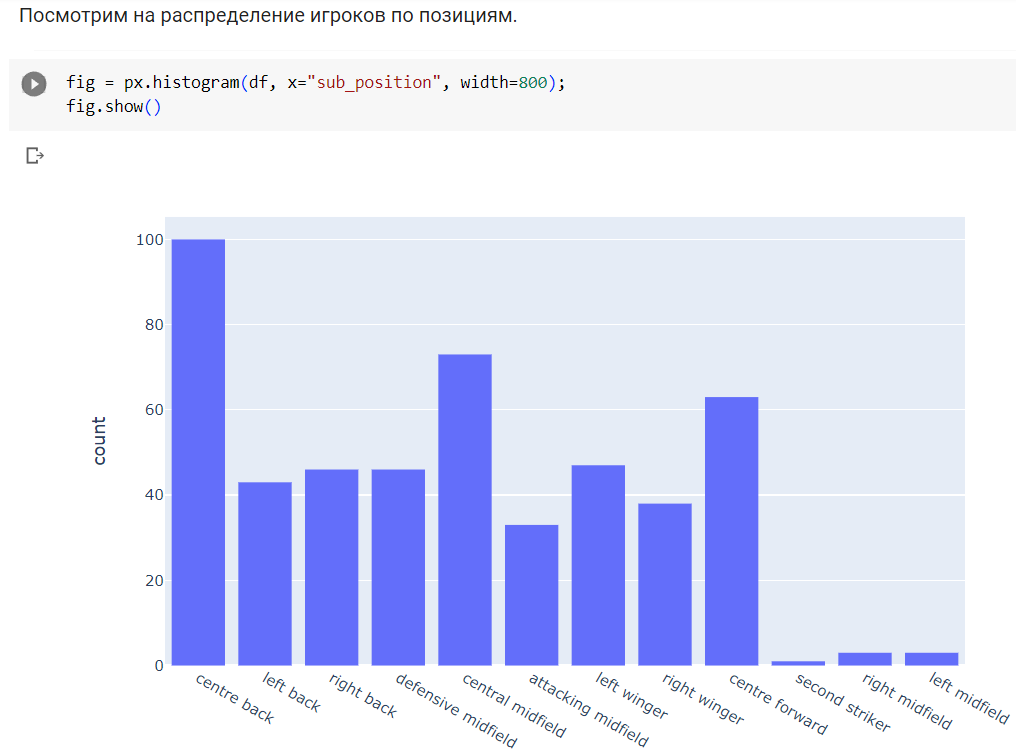 Посмотрим на распределение игроков по позициям.
fig = px.histogram(df, x="sub_position", width=800);
fig.show()
100
80
60
40
20
0
count
centre back
left back
right back
defensive midfield
central midfield
attacking midfield
left winger
right winger
centre forward
second striker
right midfield
left midfield